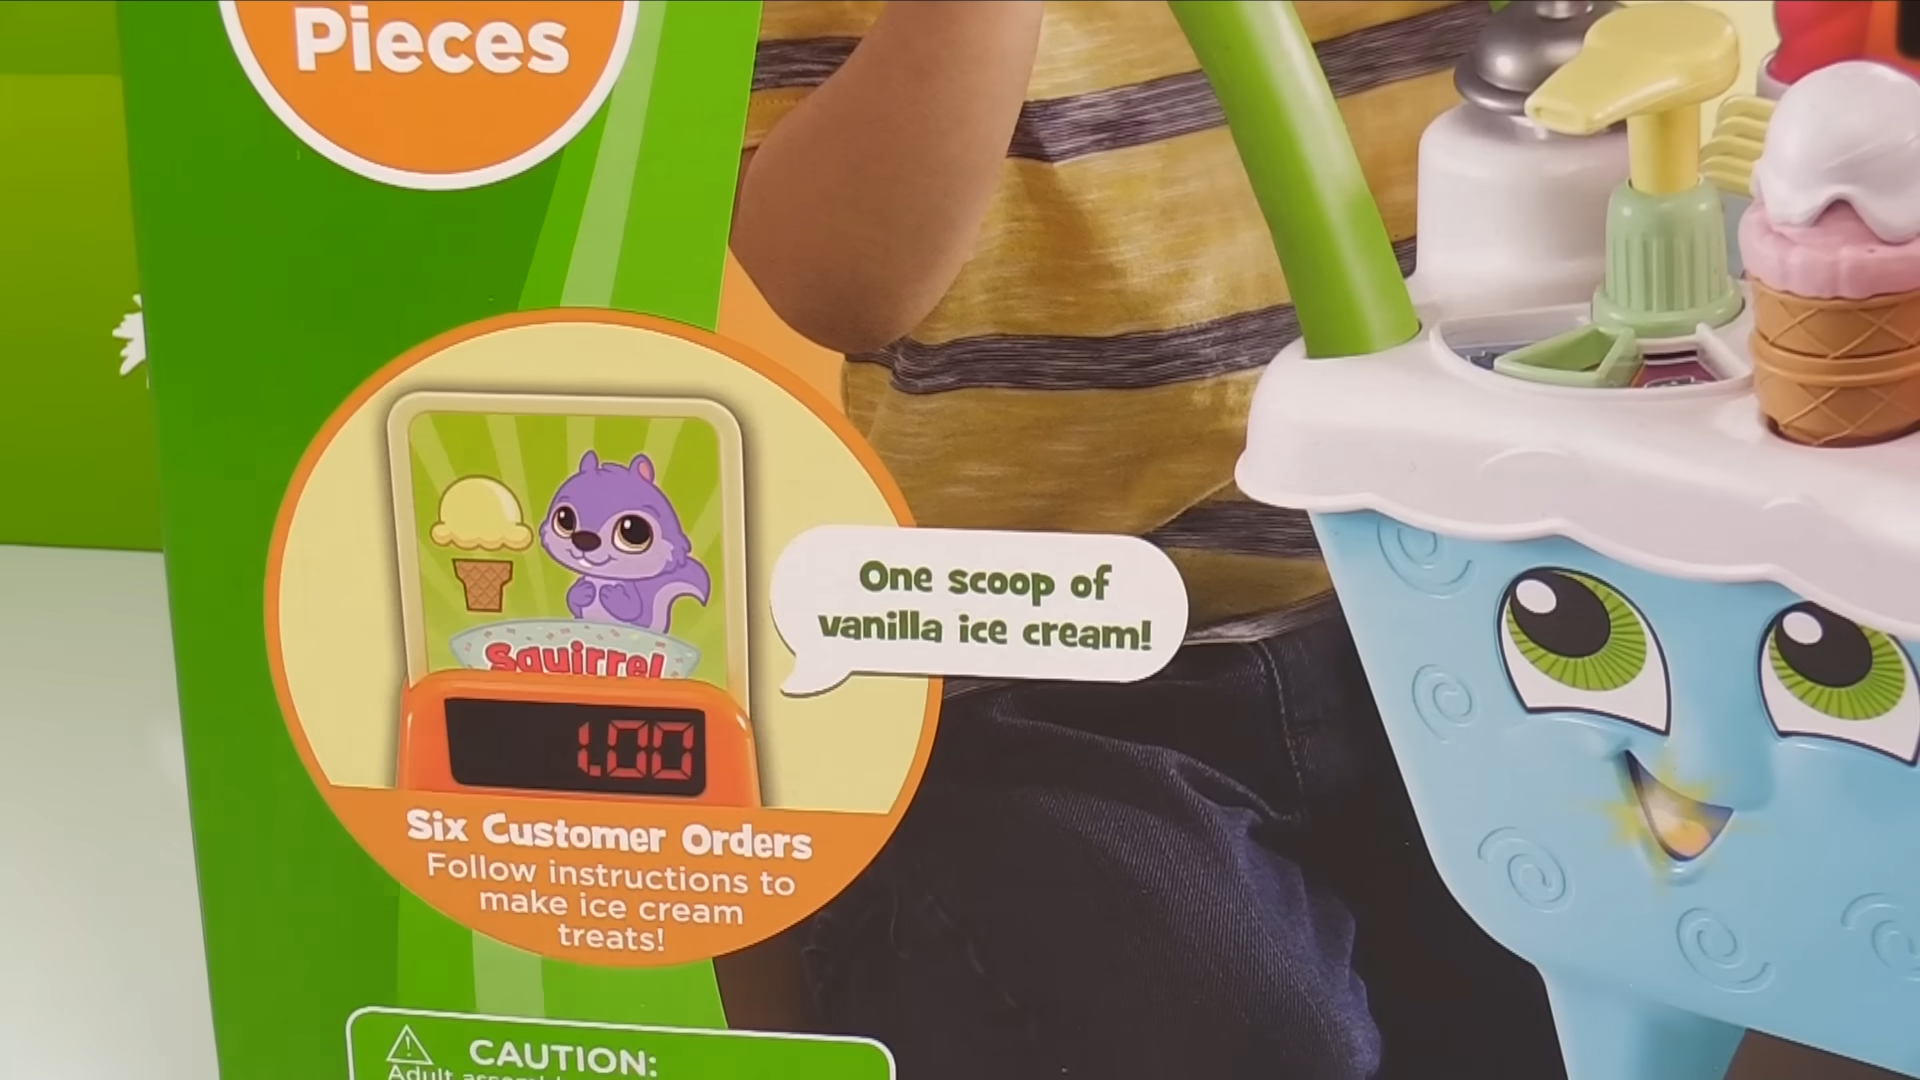 Pieces
Squirrel
One scoop of
vanilla ice cream!
1.00
Six Customer Orders
Follow instructions to
make ice cream
treats!
CAUTION:
Adult